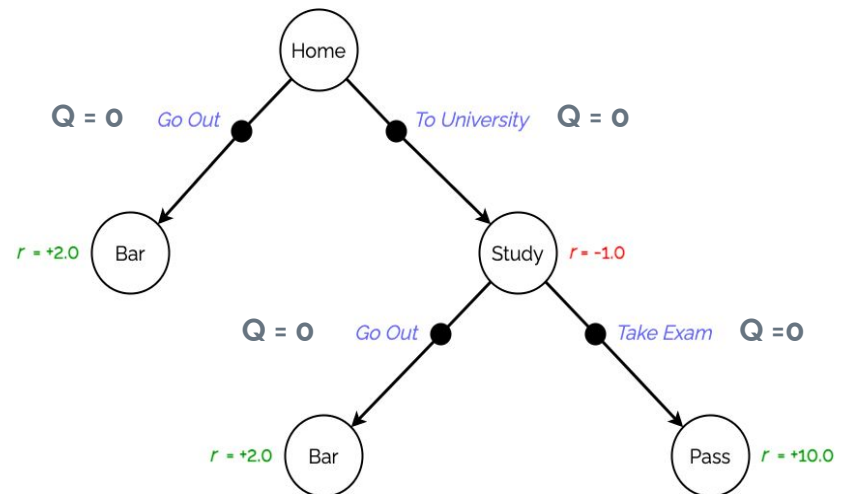 Home
Q = 0 Go Out To University Q = 0
r = +2.0 Bar Study r = -1.0
Q = 0 Go Out Take Exam Q =0
r = +2.0 Bar Pass r = +10.0